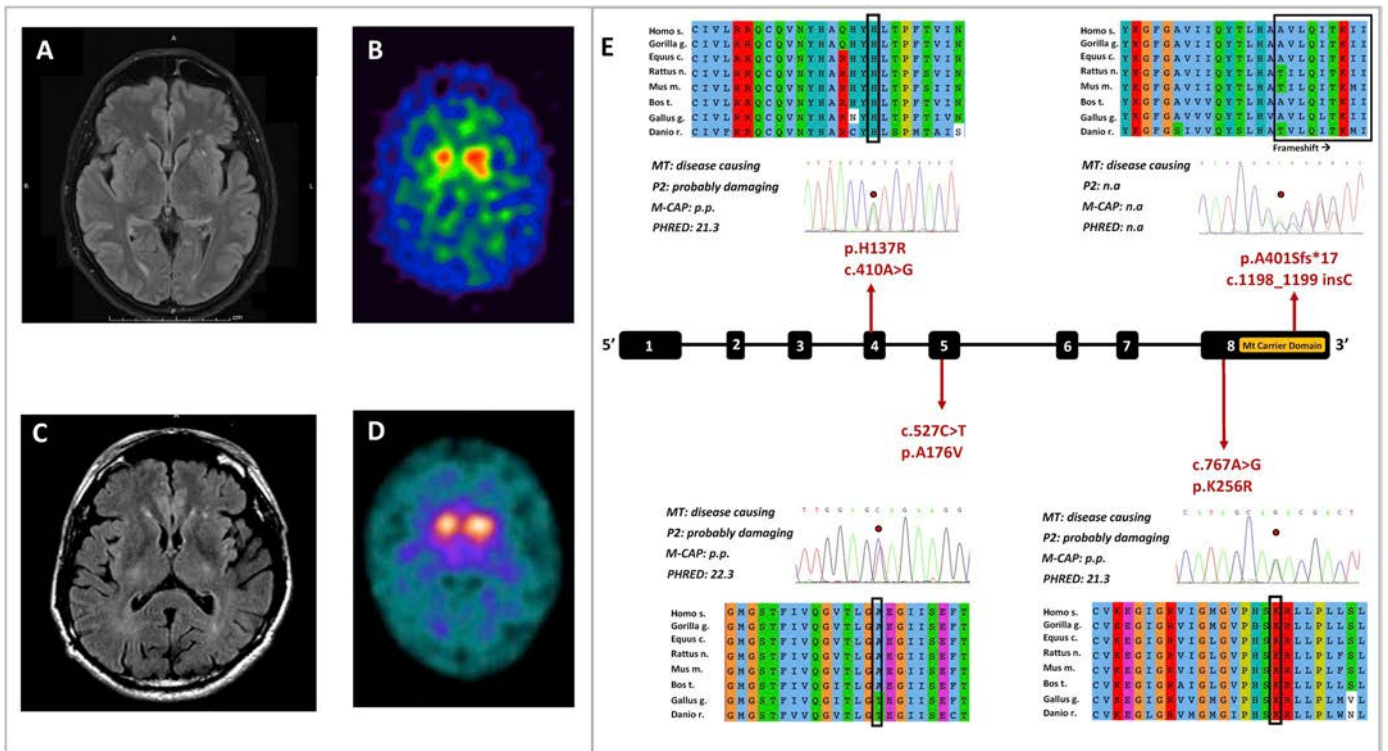 A
A
R
L
cm
B
C
D
E
Homo s. C I V L R R Q C Q V N Y H A Q H Y H L T P F T V I N
Gorilla g. C I V L R R Q C Q V N Y H A Q H Y H L T P F T V I N
Equus c. C I V L R R Q C Q V N Y H A R H Y H L T P F T V I N
Rattus n. C I V L R R Q C Q V N Y H A R H Y H L T P F S I I N
Mus m. C I V L R R Q C Q V N Y H A R H Y H L T P F S I I N
Bos t. C I V L R R Q C Q V N Y H A R H Y H L T P F T V I N
Gallus g. C I V L R R Q C Q V N Y H A R N Y H L T P F T I V N
Danio r. C I V F R R Q C Q V N Y H A R C Y H L T P S M T A I S
MT: disease causing
P2: probably damaging
M-CAP: p.p.
PHRED: 21.3
p.H137R
c.410A>G
Homo s. Y K G F G A V I I Q Y T L H A A V L Q I T K I I
Gorilla g. Y K G F G A V I I Q Y T L H A A V L Q I T K I I
Equus c. Y K G F G A V I I Q Y T L H A A V L Q I T K I I
Rattus n. Y K G F G A V I I Q Y T L H A T V L Q I T K I I
Mus m. Y K G F G A V I I Q Y T L H A T I L Q I T K M I
Bos t. Y K G F G A V V V Q Y T L H A A V L Q I T K I I
Gallus g. Y K G F G A V V V Q Y T L H V A V L Q L T K I I
Danio r. Y K G F G S I V V Q Y S L H A T V L Q I T K M I
Frameshift →
MT: disease causing
P2: n.a
M-CAP: n.a
PHRED: n.a
p.A401Sfs*17
c.1198_1199 insC
5’ 1 2 3 4 5 6 7 8 Mt Carrier Domain 3’
c.527C>T
p.A176V
MT: disease causing
P2: probably damaging
M-CAP: p.p.
PHRED: 22.3
T T G G A G C A G A A G G
Homo s. G M G S T F I V Q G V T L G A E G I I S E F T
Gorilla g. G M G S T F I V Q G V T L G A E G I I S E F T
Equus c. G M G S T F I V Q G V T L G A E G I I S E F T
Rattus n. G M G S T F I V Q G V T L G A E G I I S E F T
Mus m. G M G S T F I V Q G V T L G A E G I I S E F T
Bos t. G M G S T F I V Q G I T L G A E G I I S E F T
Gallus g. G M G S T F I V Q G I T L G T E G I I S E F T
Danio r. G M G S T F V V Q G I T L G T E G I I S E C T
c.767A>G
p.K256R
MT: disease causing
P2: probably damaging
M-CAP: p.p.
PHRED: 21.3
C A T A G C A G A C G A C T
Homo s. C V K E G I G R V I G M G V P H S K R L L P L L S L
Gorilla g. C V K E G I G R V I G M G V P H S K R L L P L L S L
Equus c. C V K E G I G R V I G L G V P H S K R L L P L L S L
Rattus n. C V K E G I G R V V G L G V P H S K R L L P L F S L
Mus m. C V K E G I G R V V G L G V P H S K R L L P L F S L
Bos t. C V K E G I G R A I G L G V P H S K R L L P L L S L
Gallus g. C V K E G I G R V I G M G V P H S K R L L P L M V L
Danio r. C V K E G L G R V M G M G I P H S K R L L P L W N L